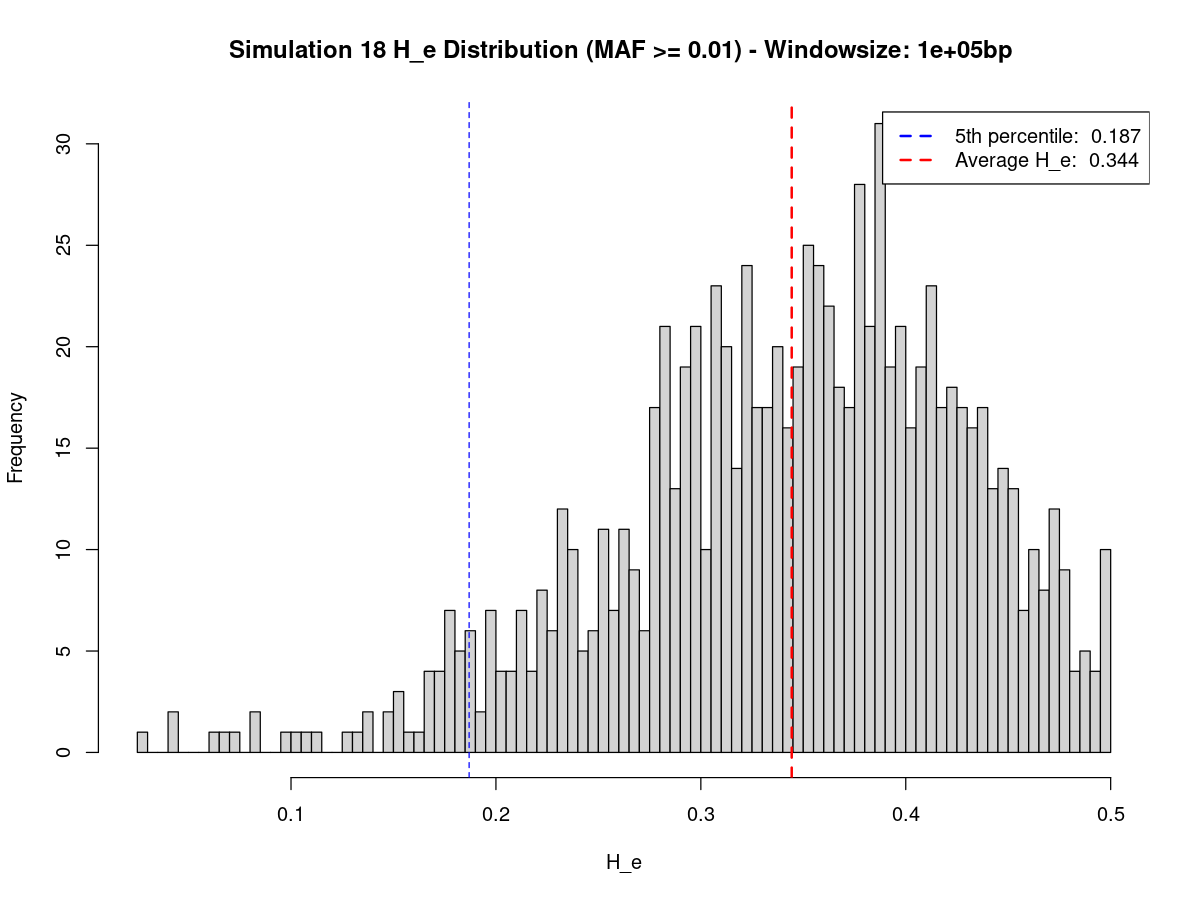 Simulation 18 H_e Distribution (MAF >= 0.01) - Windowsize: 1e+05bp
5th percentile:  0.187
Average H_e:  0.344
Frequency
30
25
20
15
10
5
0
0.1
0.2
0.3
0.4
0.5
H_e